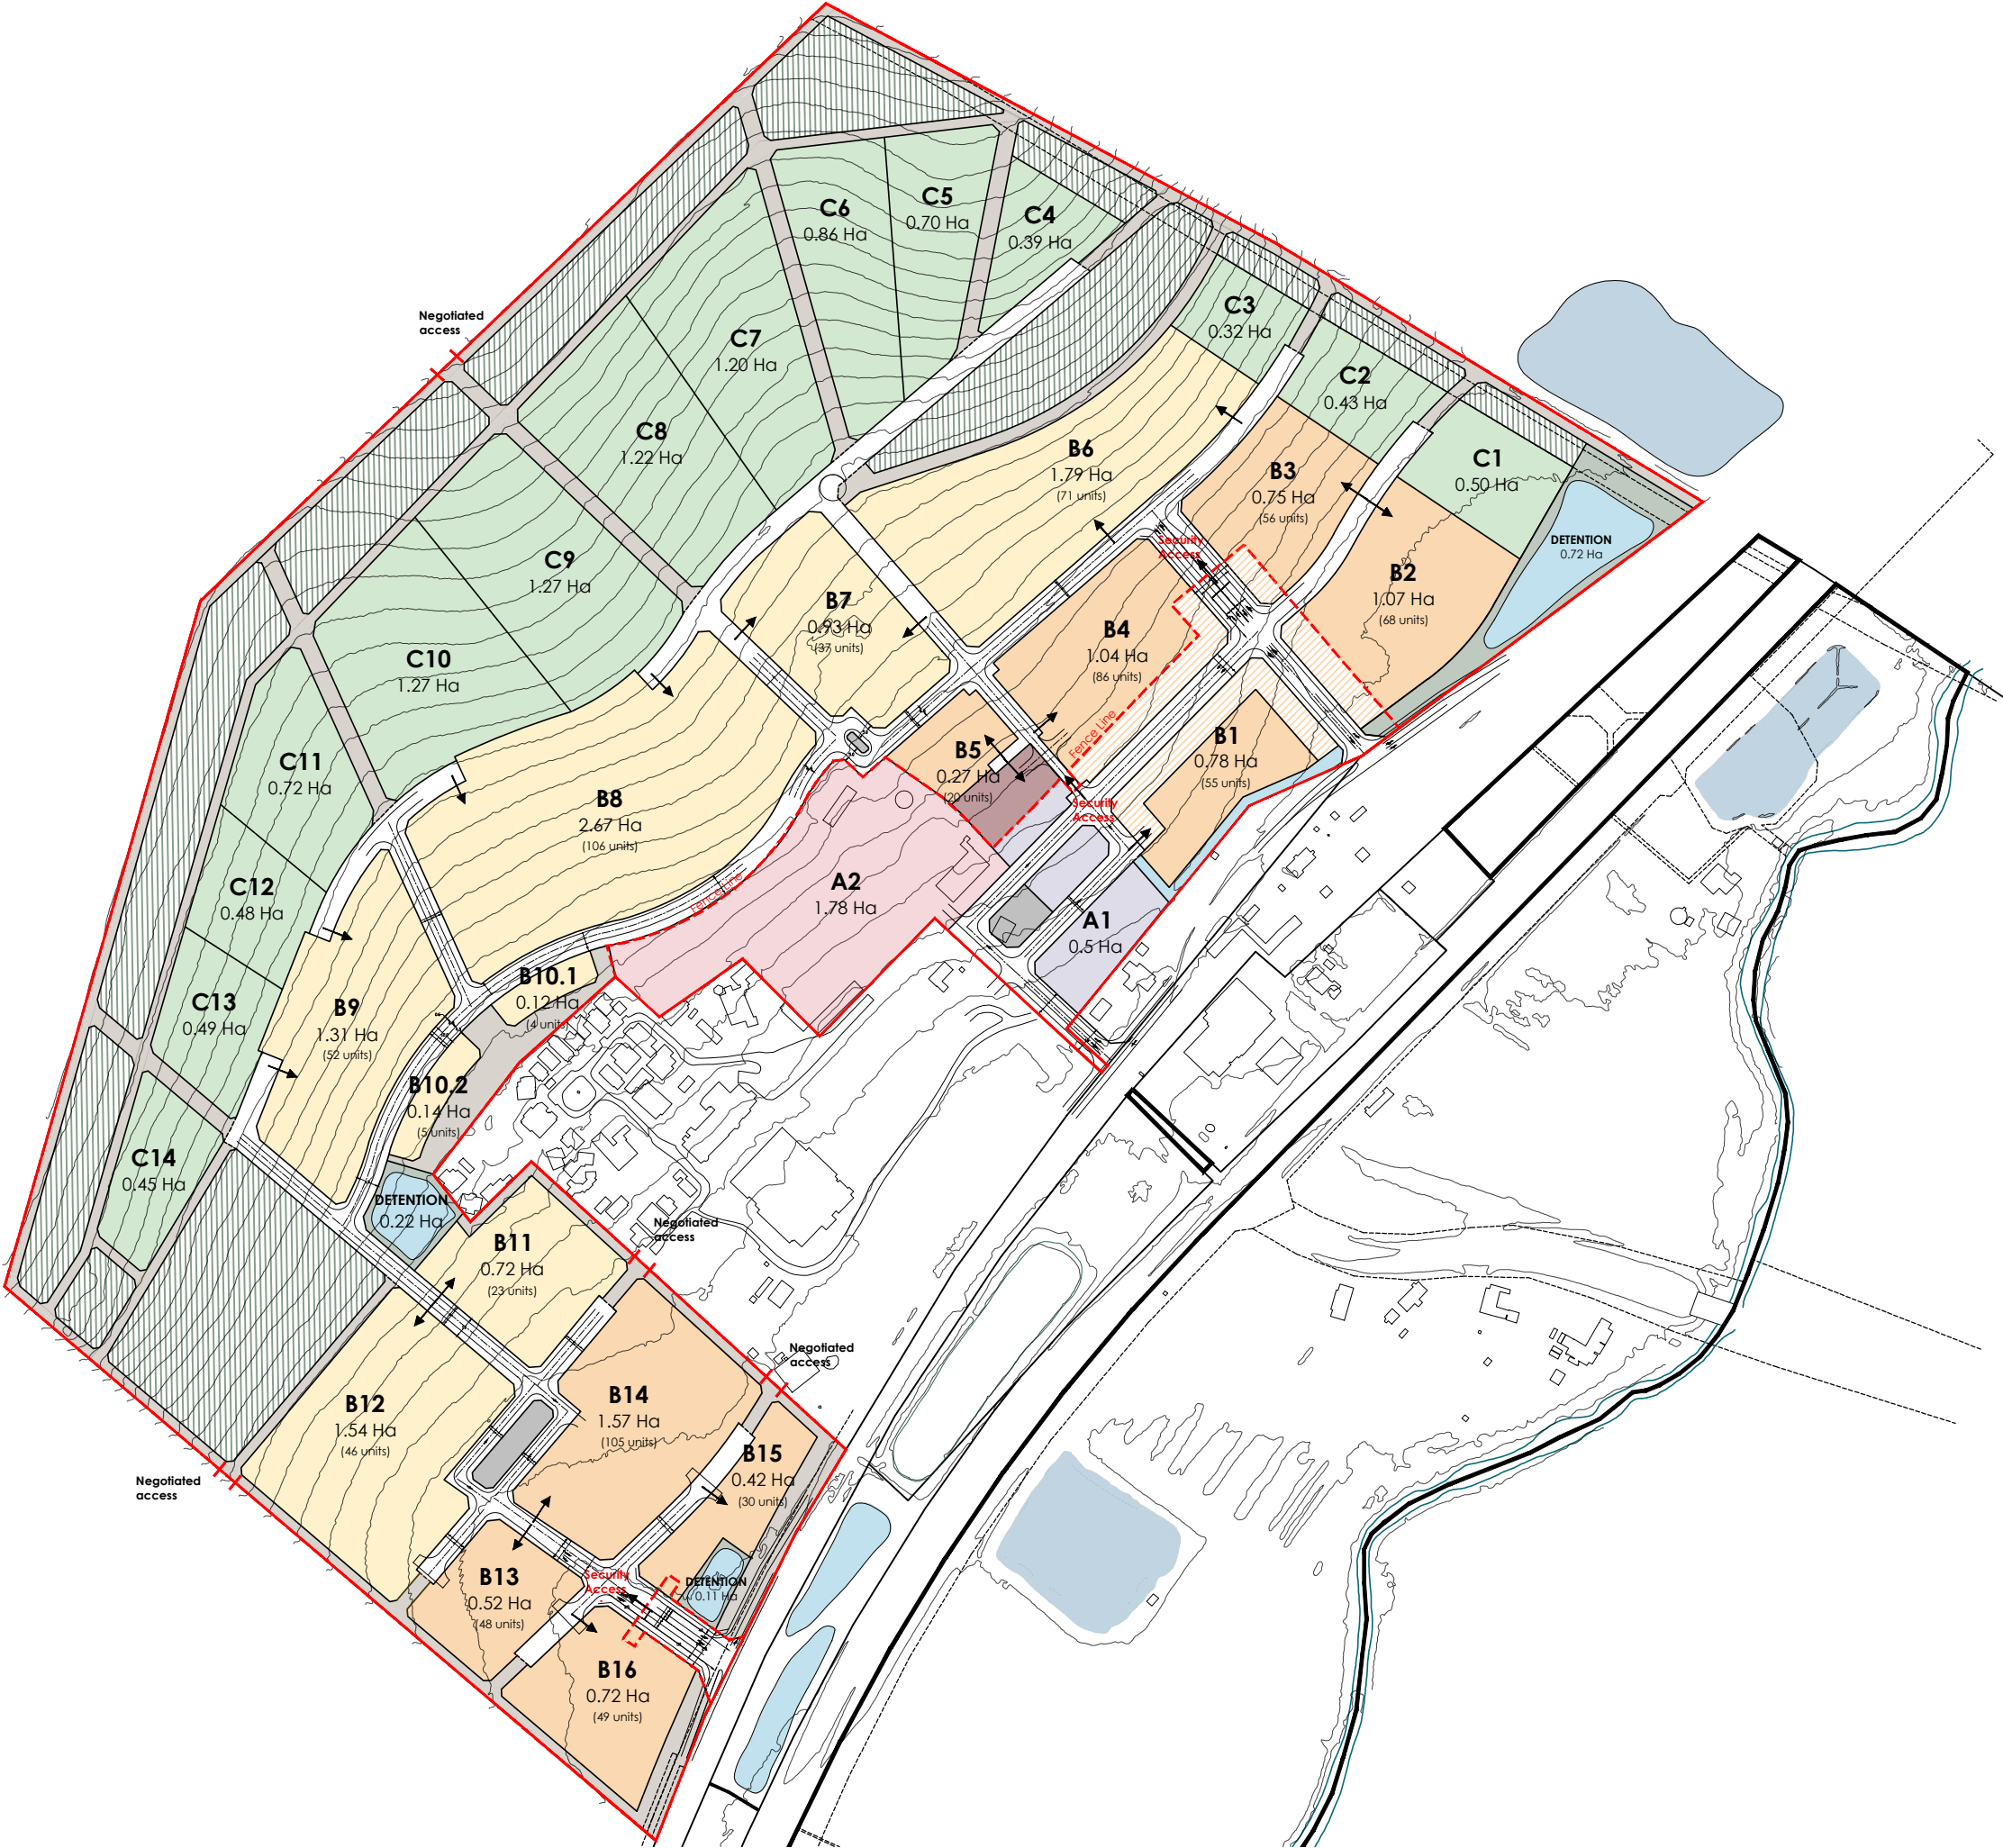 C6
0.86 Ha
C5
0.70 Ha
C4
0.39 Ha
Negotiated
access
C7
1.20 Ha
C3
0.32 Ha
C2
0.43 Ha
C8
1.22 Ha
B6
1.79 Ha
(71 units)
B3
0.75 Ha
(56 units)
C1
0.50 Ha
DETENTION
0.72 Ha
Security
Access
C9
1.27 Ha
B7
0.93 Ha
(37 units)
B2
1.07 Ha
(68 units)
B4
1.04 Ha
(86 units)
C10
1.27 Ha
Fence Line
B5
0.27 Ha
(20 units)
B1
0.78 Ha
(55 units)
C11
0.72 Ha
B8
2.67 Ha
(106 units)
Security
Access
C12
0.48 Ha
Fence Line
A2
1.78 Ha
A1
0.5 Ha
C13
0.49 Ha
B9
1.31 Ha
(52 units)
B10.1
0.12 Ha
(4 units)
B10.2
0.14 Ha
(5 units)
C14
0.45 Ha
DETENTION
0.22 Ha
B11
0.72 Ha
(23 units)
Negotiated
access
Negotiated
access
B12
1.54 Ha
(46 units)
B14
1.57 Ha
(105 units)
B15
0.42 Ha
(30 units)
Negotiated
access
B13
0.52 Ha
(48 units)
Security
Access
DETENTION
0.11 Ha
B16
0.72 Ha
(49 units)